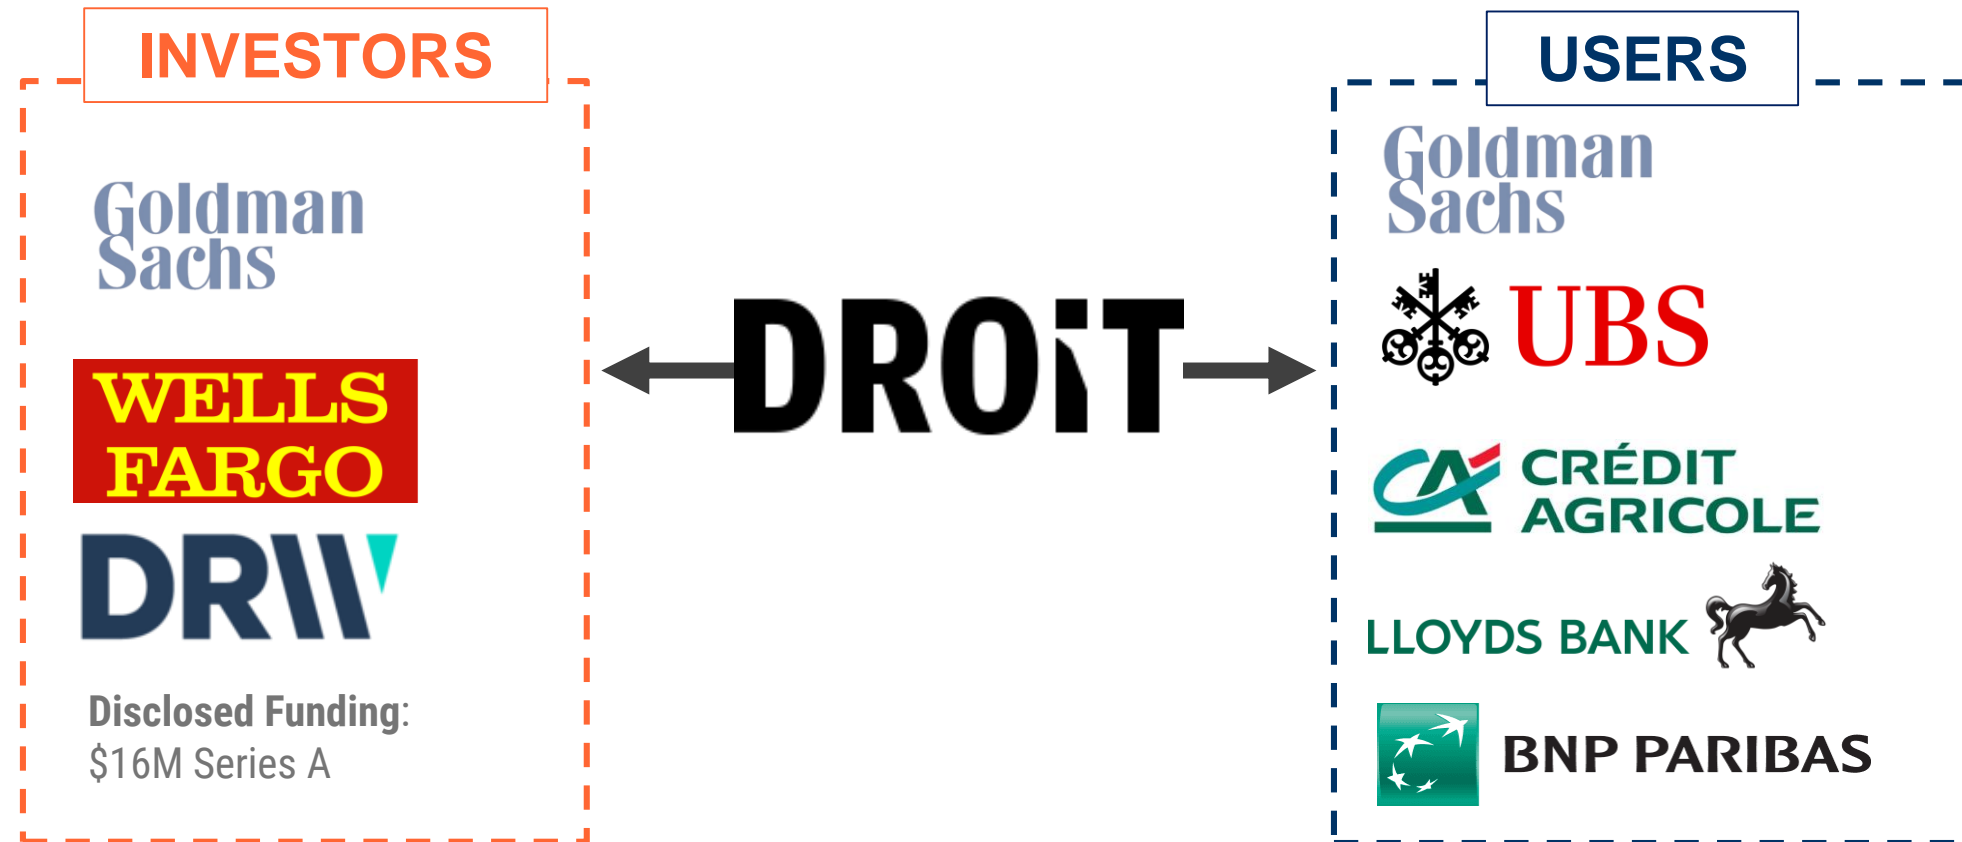 INVESTORS
Goldman
Sachs
WELLS
FARGO
DRW
Disclosed Funding:
$16M Series A
DROiT
USERS
Goldman
Sachs
UBS
CRÉDIT
AGRICOLE
LLOYDS BANK
BNP PARIBAS